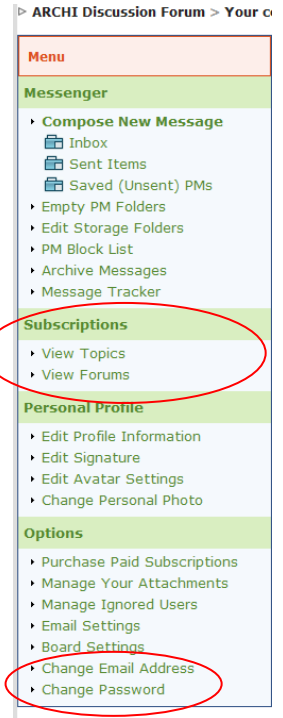 ARCHI Discussion Forum > Your
Menu
Messenger
Compose New Message
Inbox
Sent Items
Saved (Unsent) PMs
Empty PM Folders
Edit Storage Folders
PM Block List
Archive Messages
Message Tracker
Subscriptions
View Topics
View Forums
Personal Profile
Edit Profile Information
Edit Signature
Edit Avatar Settings
Change Personal Photo
Options
Purchase Paid Subscriptions
Manage Your Attachments
Manage Ignored Users
Email Settings
Board Settings
Change Email Address
Change Password